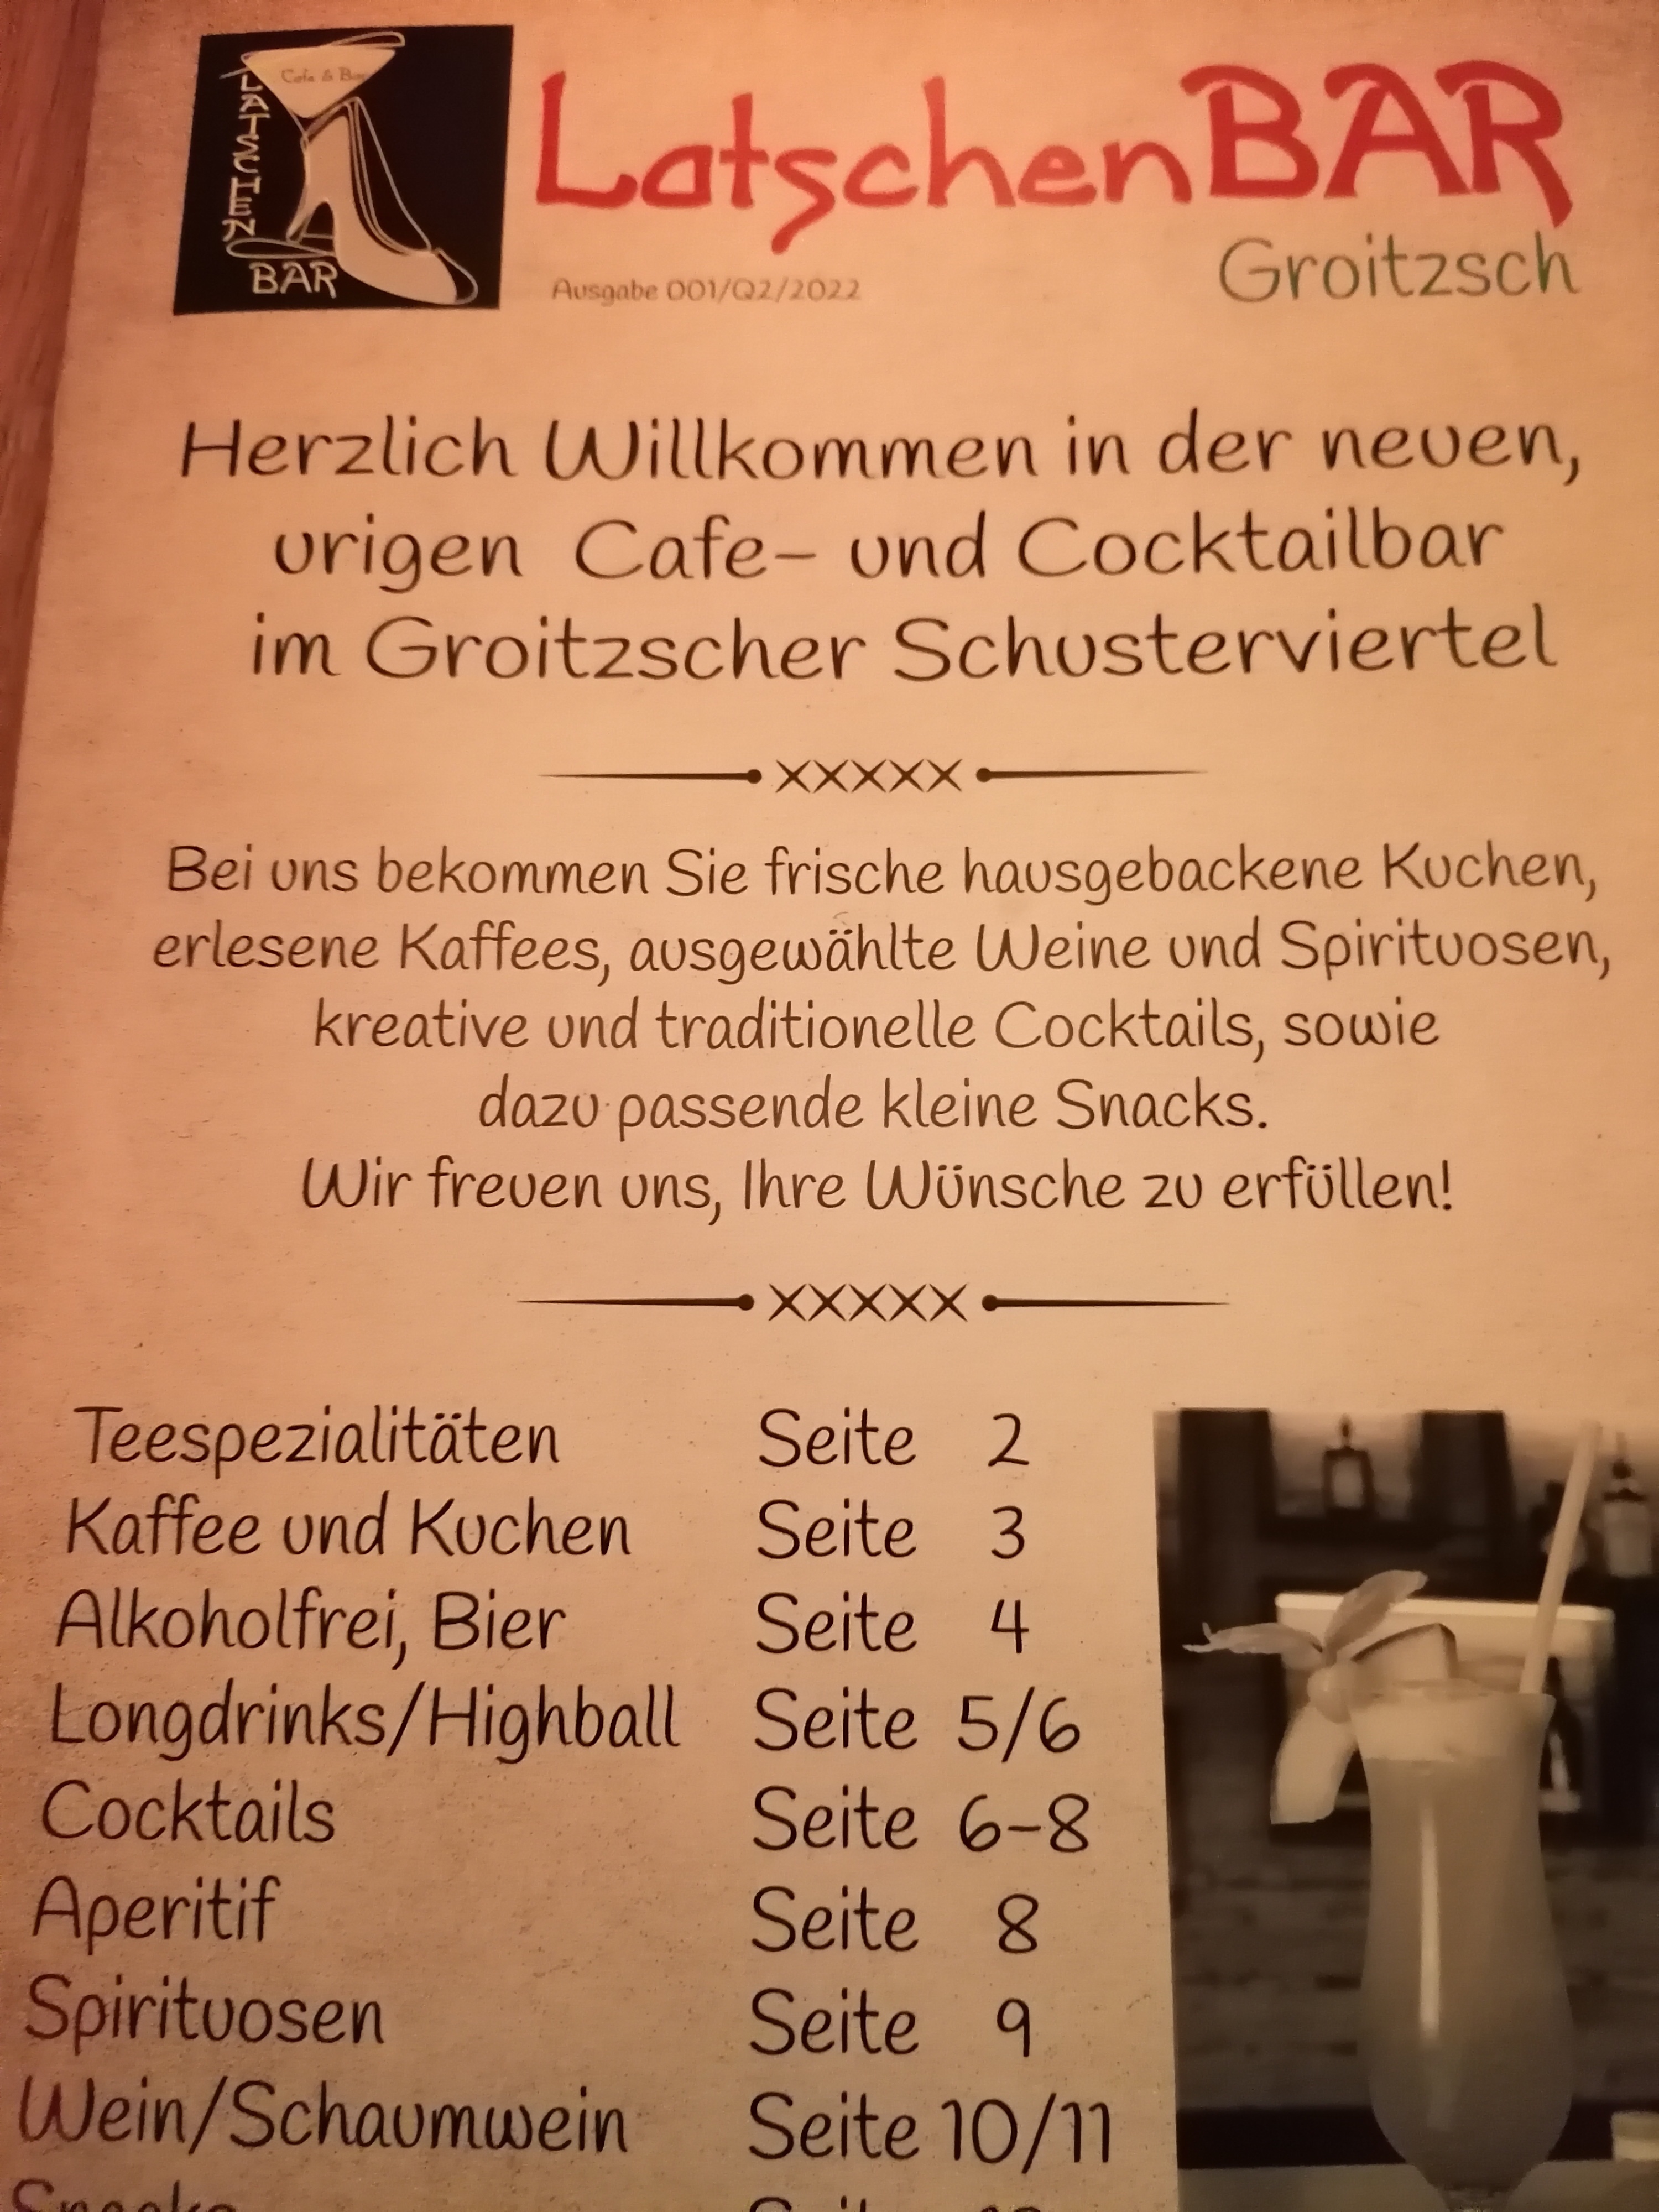 Cafe & Bar
LATSCHEN
BAR
LatschenBAR
Groitzsch
Ausgabe 001/Q2/2022
Herzlich Willkommen in der neuen,
urigen Cafe- und Cocktailbar
im Groitzscher Schusterviertel
xxxxx
Bei uns bekommen Sie frische hausgebackene Kuchen,
erlesene Kaffees, ausgewählte Weine und Spirituosen,
kreative und traditionelle Cocktails, sowie
dazu passende kleine Snacks.
Wir freuen uns, Ihre Wünsche zu erfüllen!
xxxxx
Teespezialitäten Seite 2
Kaffee und Kuchen Seite 3
Alkoholfrei, Bier Seite 4
Longdrinks/Highball Seite 5/6
Cocktails Seite 6-8
Aperitif Seite 8
Spirituosen Seite 9
Wein/Schaumwein Seite 10/11
Snacks Seite